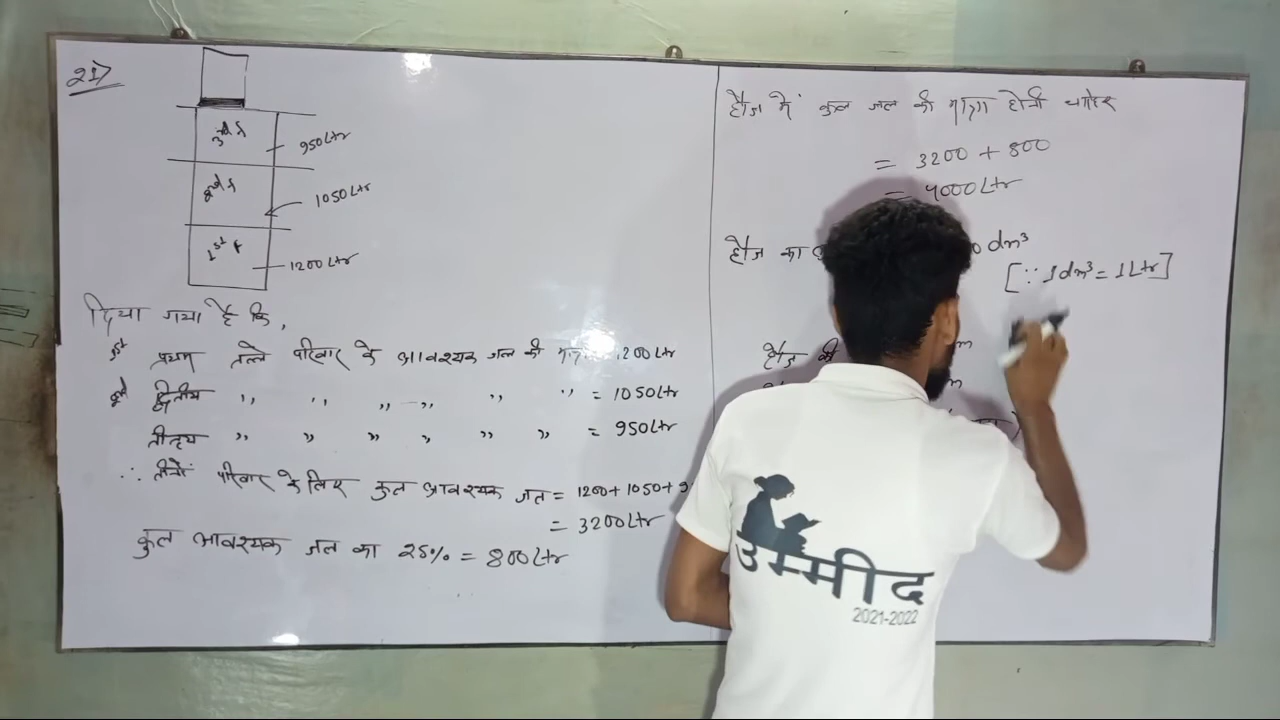 21>
3rd f
950 Ltr
2nd f
1050 Ltr
1st f
1200 Ltr
दिया गया है कि,
1st प्रथम तल्ले परिवार के आवश्यक जल की 200 Ltr
2nd द्वितीय " " " " " " = 1050 Ltr
तीतृय " " " " " " = 950 Ltr
∴ तीनों परिवार के लिए कुल आवश्यक जल = 1200 + 1050 + 9
= 3200 Ltr
कुल आवश्यक जल का 25% = 800 Ltr
हौज में कुल जल की मात्रा होनी चाहिए
= 3200 + 800
= 4000 Ltr
हौज का 0 dm³
[∵ 1 dm³ = 1 Ltr]
हौज की m
m
उम्मीद
2021-2022